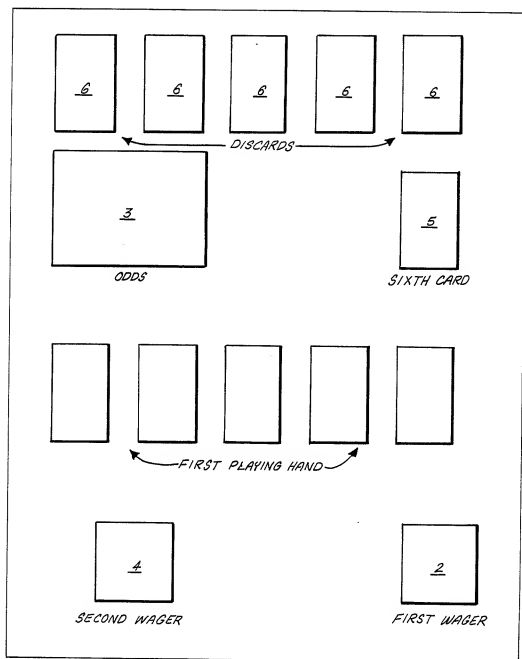 6 6 6 6 6
DISCARDS
3
5
ODDS
SIXTH CARD
FIRST PLAYING HAND
4
2
SECOND WAGER
FIRST WAGER